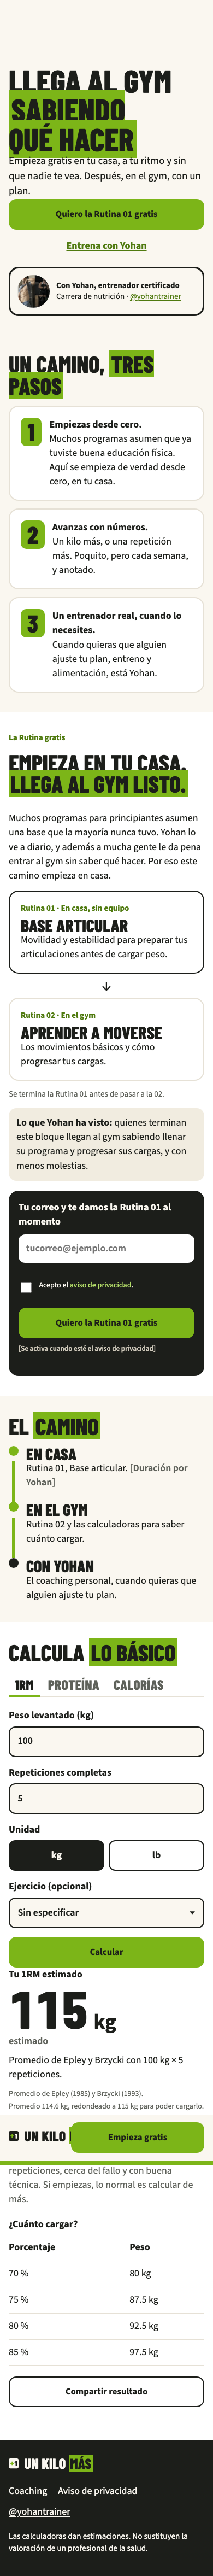 LLEGA AL GYM
SABIENDO
QUÉ HACER
Empieza gratis en tu casa, a tu ritmo y sin
que nadie te vea. Después, en el gym, con un
plan.
Quiero la Rutina 01 gratis
Entrena con Yohan
Con Yohan, entrenador certificado
Carrera de nutrición · @yohantrainer
UN CAMINO, TRES
PASOS
1
Empiezas desde cero.
Muchos programas asumen que ya
tuviste buena educación física.
Aquí se empieza de verdad desde
cero, en tu casa.
2
Avanzas con números.
Un kilo más, o una repetición
más. Poquito, pero cada semana,
y anotado.
3
Un entrenador real, cuando lo
necesites.
Cuando quieras que alguien
ajuste tu plan, entreno y
alimentación, está Yohan.
La Rutina gratis
EMPIEZA EN TU CASA.
LLEGA AL GYM LISTO.
Muchos programas para principiantes asumen
una base que la mayoría nunca tuvo. Yohan lo
ve a diario, y además a mucha gente le da pena
entrar al gym sin saber qué hacer. Por eso este
camino empieza en casa.
Rutina 01 · En casa, sin equipo
BASE ARTICULAR
Movilidad y estabilidad para preparar tus
articulaciones antes de cargar peso.
Rutina 02 · En el gym
APRENDER A MOVERSE
Los movimientos básicos y cómo
progresar tus cargas.
Se termina la Rutina 01 antes de pasar a la 02.
Lo que Yohan ha visto: quienes terminan
este bloque llegan al gym sabiendo llenar
su programa y progresar sus cargas, y con
menos molestias.
Tu correo y te damos la Rutina 01 al
momento
tucorreo@ejemplo.com
Acepto el aviso de privacidad.
Quiero la Rutina 01 gratis
[Se activa cuando esté el aviso de privacidad]
EL CAMINO
EN CASA
Rutina 01, Base articular. [Duración por
Yohan]
EN EL GYM
Rutina 02 y las calculadoras para saber
cuánto cargar.
CON YOHAN
El coaching personal, cuando quieras que
alguien ajuste tu plan.
CALCULA LO BÁSICO
1RM PROTEÍNA CALORÍAS
Peso levantado (kg)
100
Repeticiones completas
5
Unidad
kg lb
Ejercicio (opcional)
Sin especificar
Calcular
Tu 1RM estimado
115 kg
estimado
Promedio de Epley y Brzycki con 100 kg × 5
repeticiones.
Promedio de Epley (1985) y Brzycki (1993).
Promedio 114.6 kg, redondeado a 115 kg para poder cargarlo.
UN KILO
Empieza gratis
repeticiones, cerca del fallo y con buena
técnica. Si empiezas, lo normal es calcular de
más.
¿Cuánto cargar?
Porcentaje Peso
70 % 80 kg
75 % 87.5 kg
80 % 92.5 kg
85 % 97.5 kg
Compartir resultado
UN KILO MÁS
Coaching Aviso de privacidad
@yohantrainer
Las calculadoras dan estimaciones. No sustituyen la
valoración de un profesional de la salud.